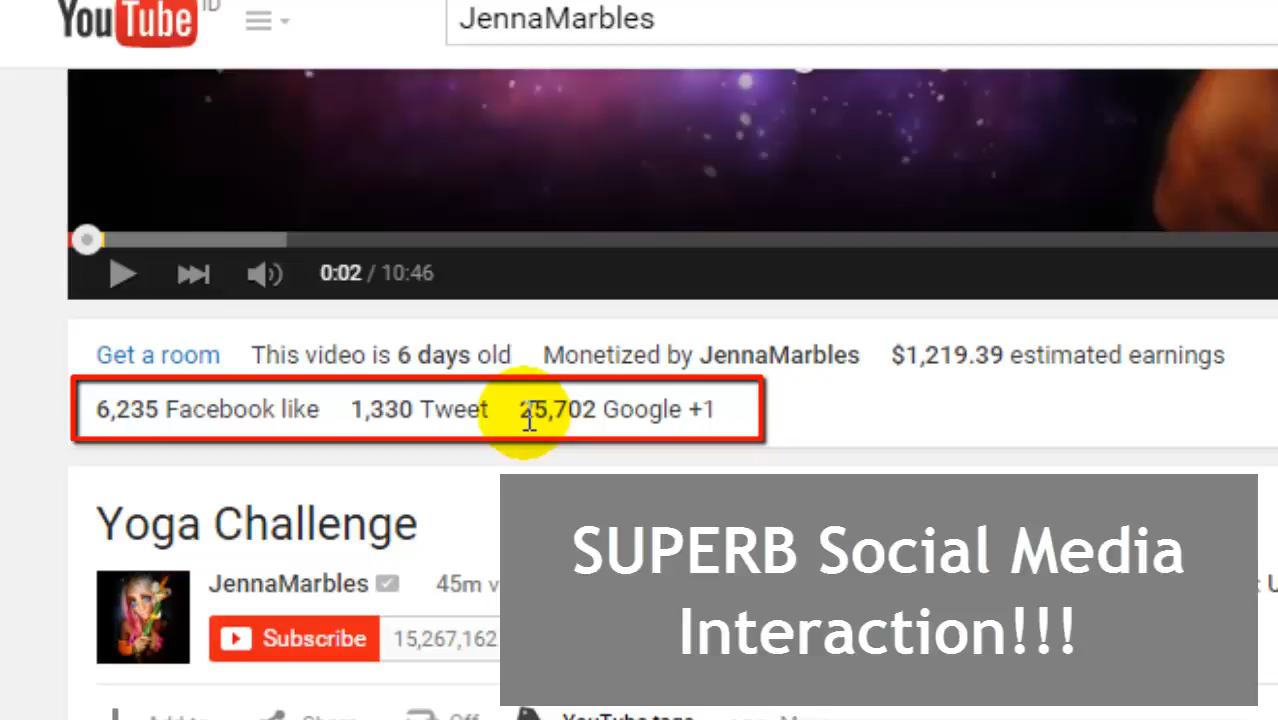 YouTube ID
JennaMarbles
0:02 / 10:46
Get a room This video is 6 days old Monetized by JennaMarbles $1,219.39 estimated earnings
6,235 Facebook like 1,330 Tweet 25,702 Google +1
Yoga Challenge
SUPERB Social Media
Interaction!!!
JennaMarbles 45m
Subscribe 15,267,162
Off YouTube tags